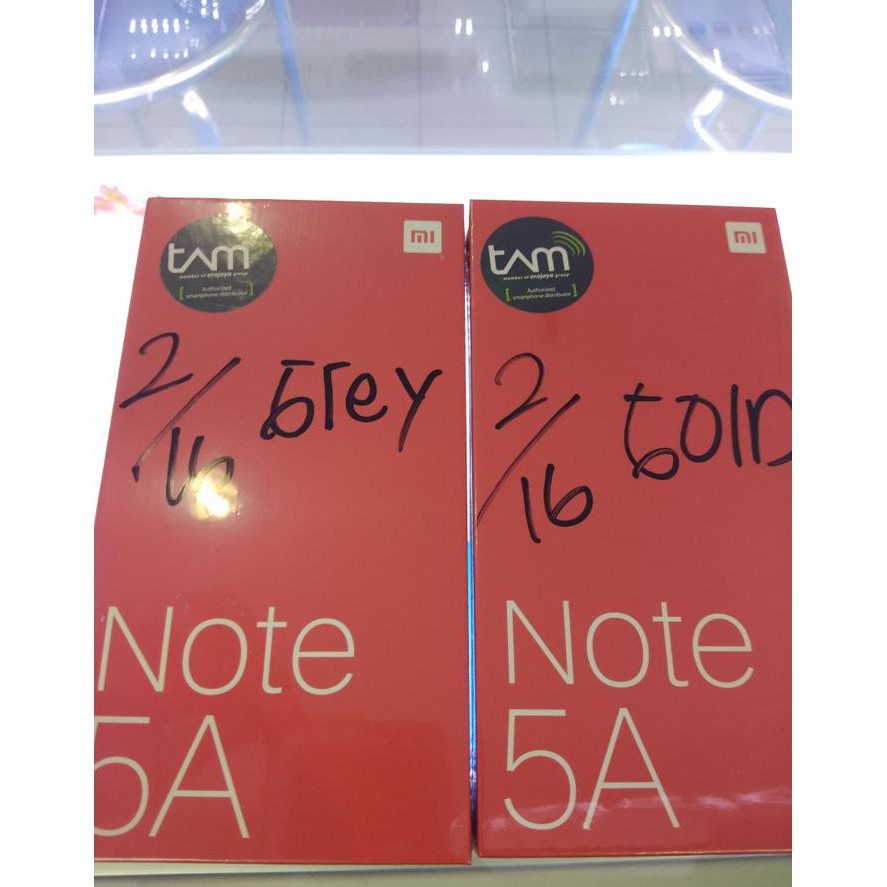 tam
member of erajaya group
[ Authorized
smartphone distributor ]
mi
2/16 Grey
Note
5A
tam
member of erajaya group
[ Authorized
smartphone distributor ]
mi
2/16 GOlD
Note
5A